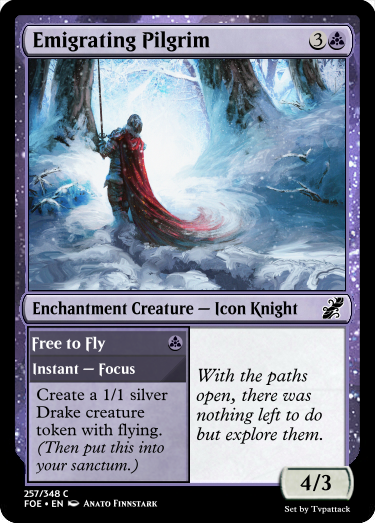 Emigrating Pilgrim 3
Enchantment Creature — Icon Knight
Free to Fly
Instant — Focus
Create a 1/1 silver
Drake creature
token with flying.
(Then put this into
your sanctum.)
With the paths
open, there was
nothing left to do
but explore them.
4/3
257/348 C
FOE • EN Anato Finnstark
Set by Tvpattack